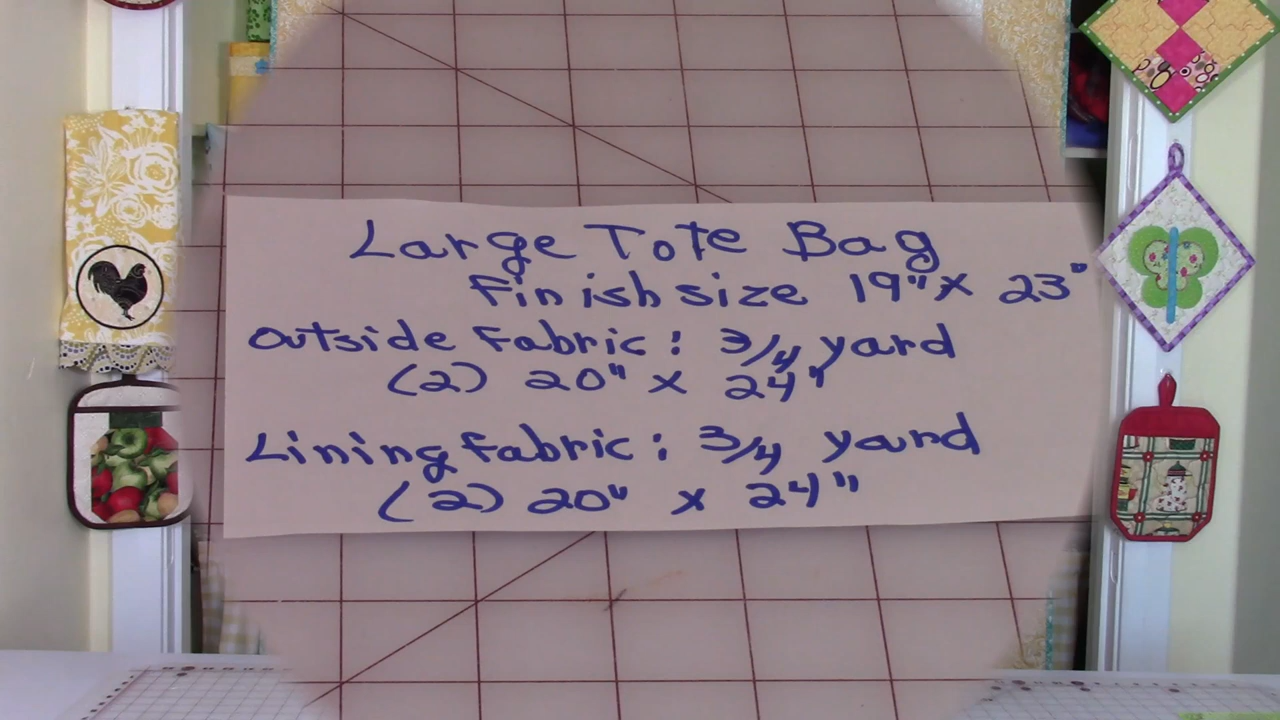 Large Tote Bag
Finish size 19" x 23"
Outside Fabric: 3/4 yard
(2) 20" x 24"
Lining Fabric: 3/4 yard
(2) 20" x 24"